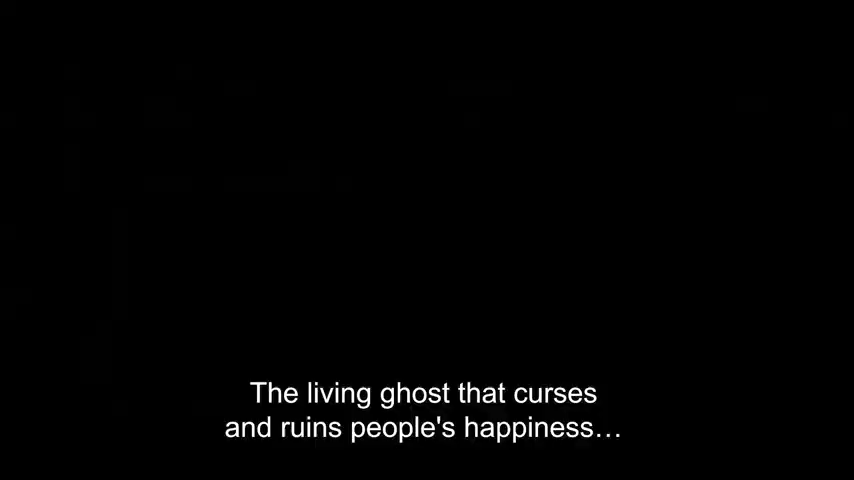 The living ghost that curses
and ruins people's happiness…